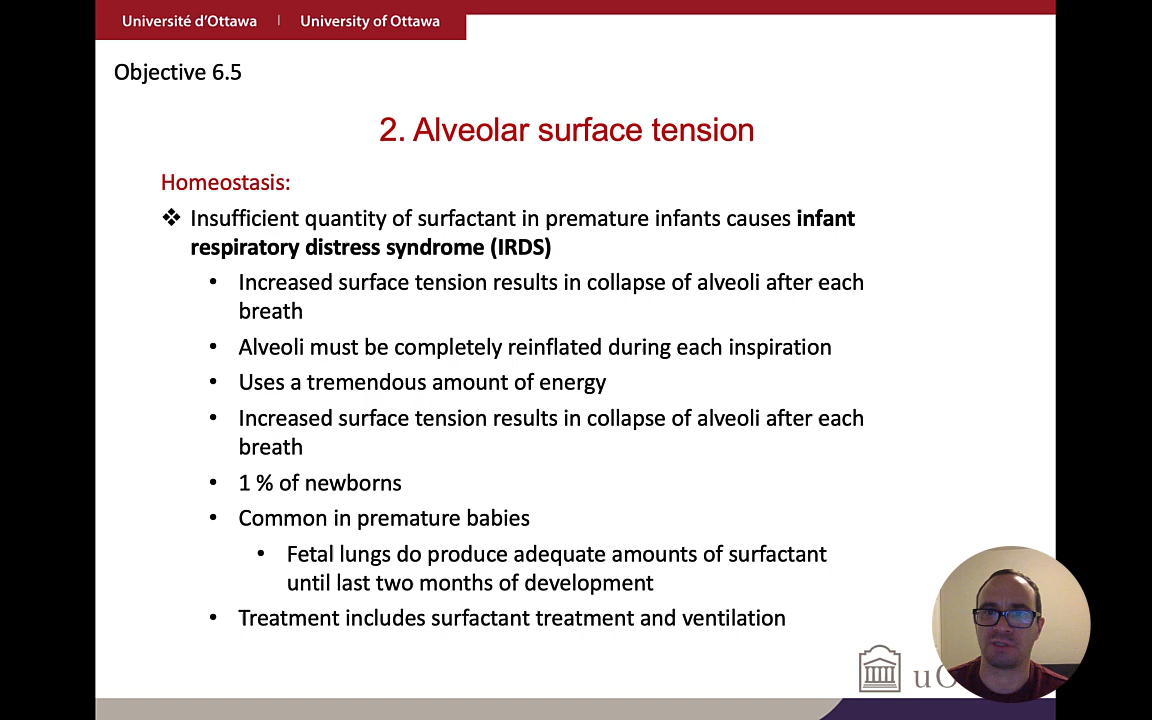 Université d'Ottawa | University of Ottawa
Objective 6.5
2. Alveolar surface tension
Homeostasis:
❖ Insufficient quantity of surfactant in premature infants causes infant
respiratory distress syndrome (IRDS)
• Increased surface tension results in collapse of alveoli after each
breath
• Alveoli must be completely reinflated during each inspiration
• Uses a tremendous amount of energy
• Increased surface tension results in collapse of alveoli after each
breath
• 1 % of newborns
• Common in premature babies
• Fetal lungs do produce adequate amounts of surfactant
until last two months of development
• Treatment includes surfactant treatment and ventilation